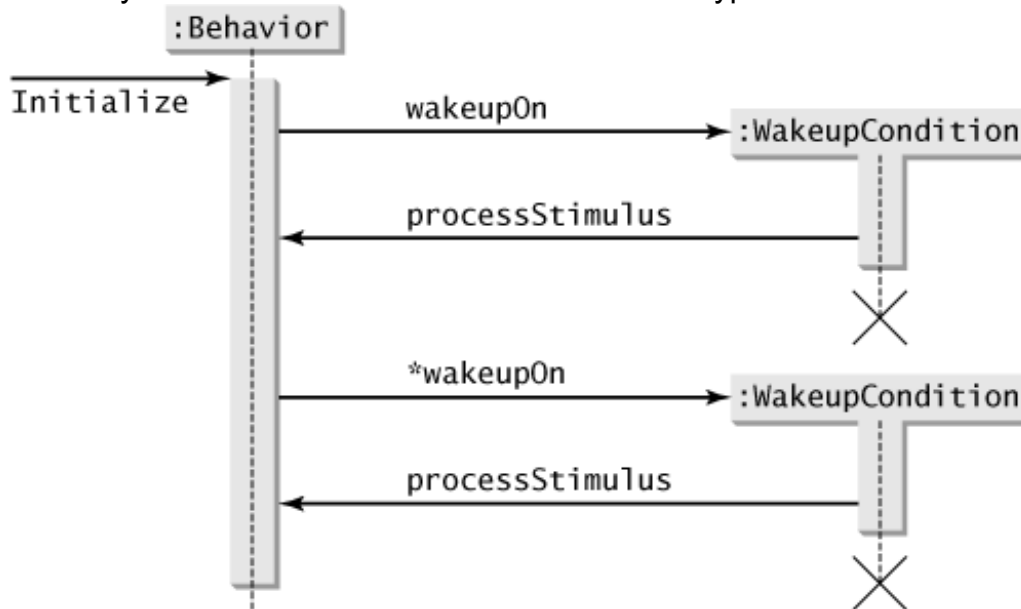 :Behavior
Initialize
wakeupOn
:WakeupCondition
processStimulus
*wakeupOn
:WakeupCondition
processStimulus